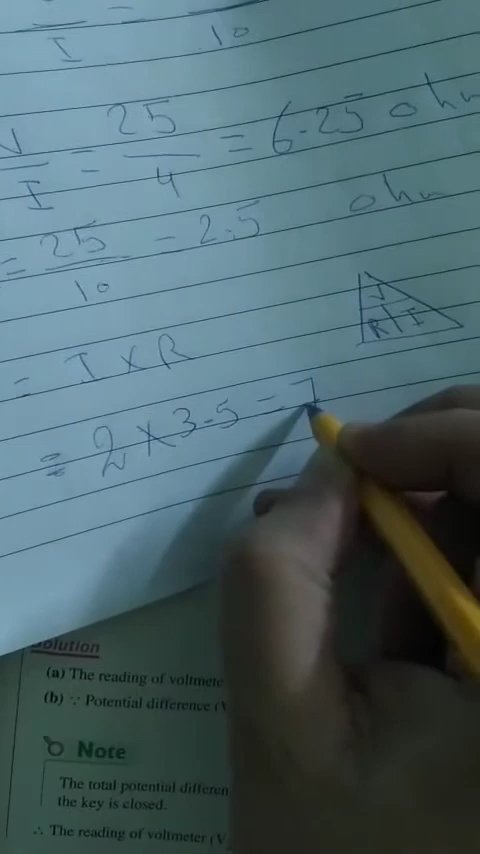 I 10
V/I = 25/4 = 6.25 ohm
= 25/10 = 2.5 ohm
V
R I
= I × R
= 2 × 3.5 = 7
Solution
(a) The reading of voltmete
(b) ∵ Potential difference (V
Note
The total potential differen
the key is closed.
∴ The reading of voltmeter (V